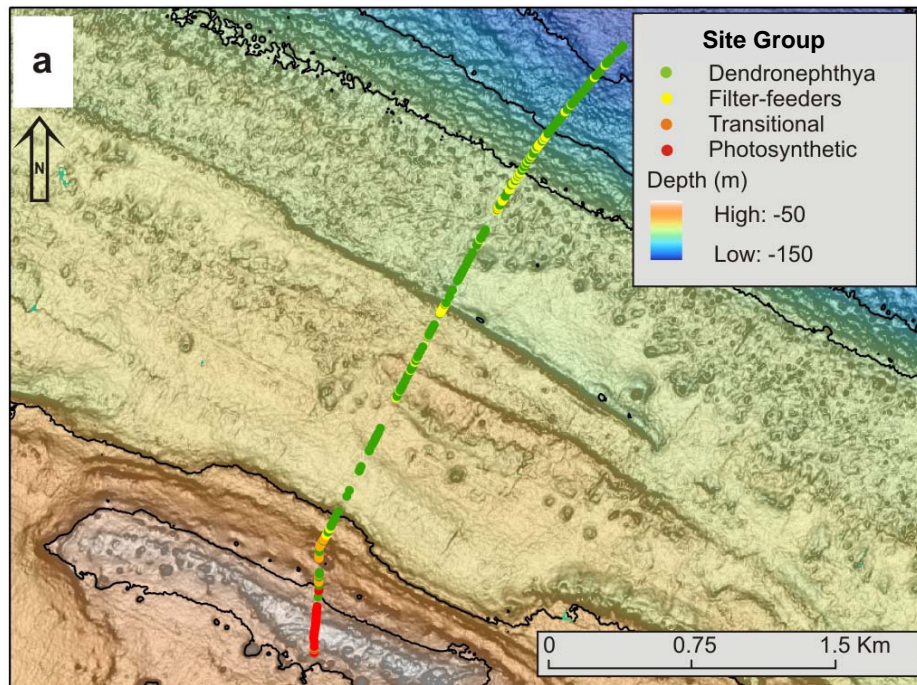 a
N
Site Group
Dendronephthya
Filter-feeders
Transitional
Photosynthetic
Depth (m)
High: -50
Low: -150
0 0.75 1.5 Km